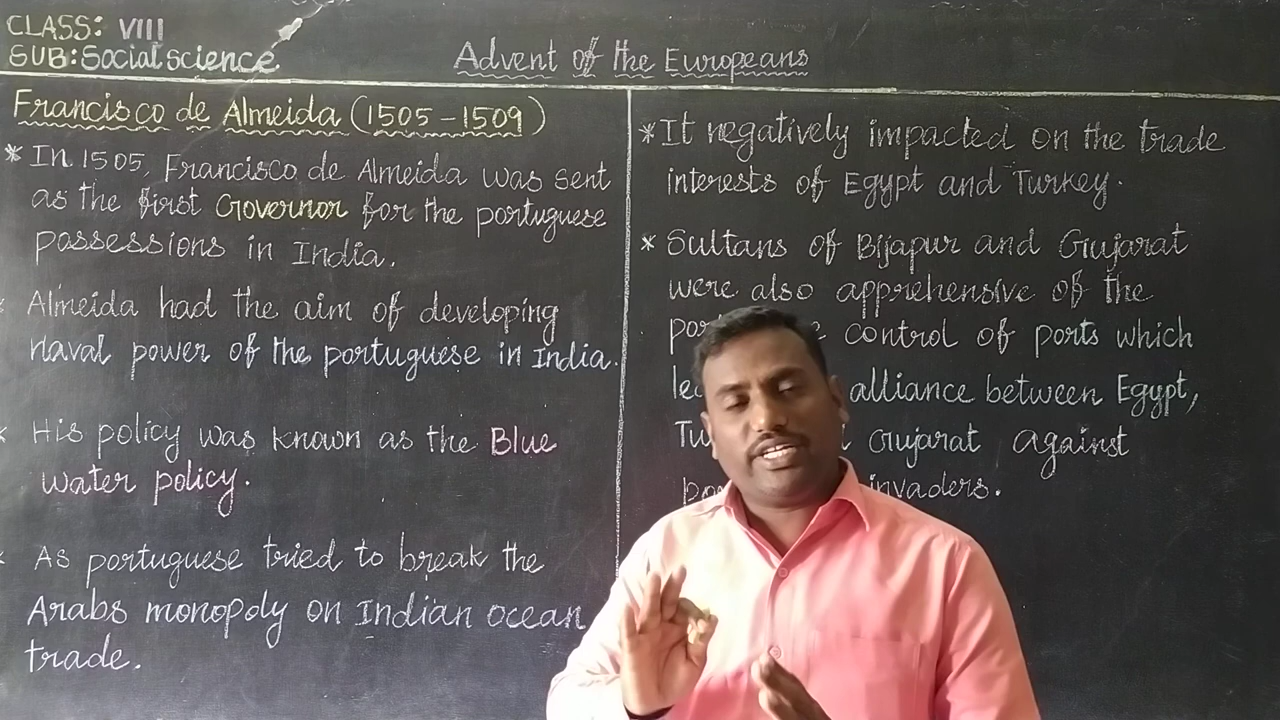 CLASS: VIII
SUB: Social science
Advent of the Europeans
Francisco de Almeida (1505 - 1509)
* In 1505, Francisco de Almeida was sent
as the first Governor for the portuguese
possessions in India.
Almeida had the aim of developing
naval power of the portuguese in India.
His policy was known as the Blue
water policy.
As portuguese tried to break the
Arabs monopoly on Indian ocean
trade.
* It negatively impacted on the trade
interests of Egypt and Turkey.
* Sultans of Bijapur and Gujarat
were also apprehensive of the
control of ports which
alliance between Egypt,
Gujarat against
invaders.